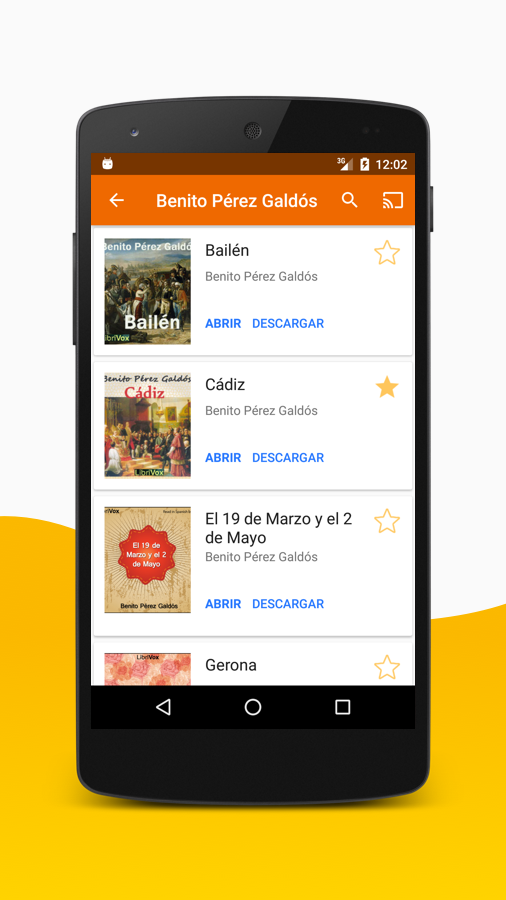 3G
12:02
Benito Pérez Galdós
Benito Pérez Galdó
Bailén
LibriVox
Bailén
Benito Pérez Galdós
ABRIR DESCARGAR
Benito Pérez Galdós
Cádiz
LibriVox
Cádiz
Benito Pérez Galdós
ABRIR DESCARGAR
El 19 de
Marzo y el 2
de Mayo
Benito Pérez Galdós
El 19 de Marzo y el 2
de Mayo
Benito Pérez Galdós
ABRIR DESCARGAR
LibriVox
Gerona